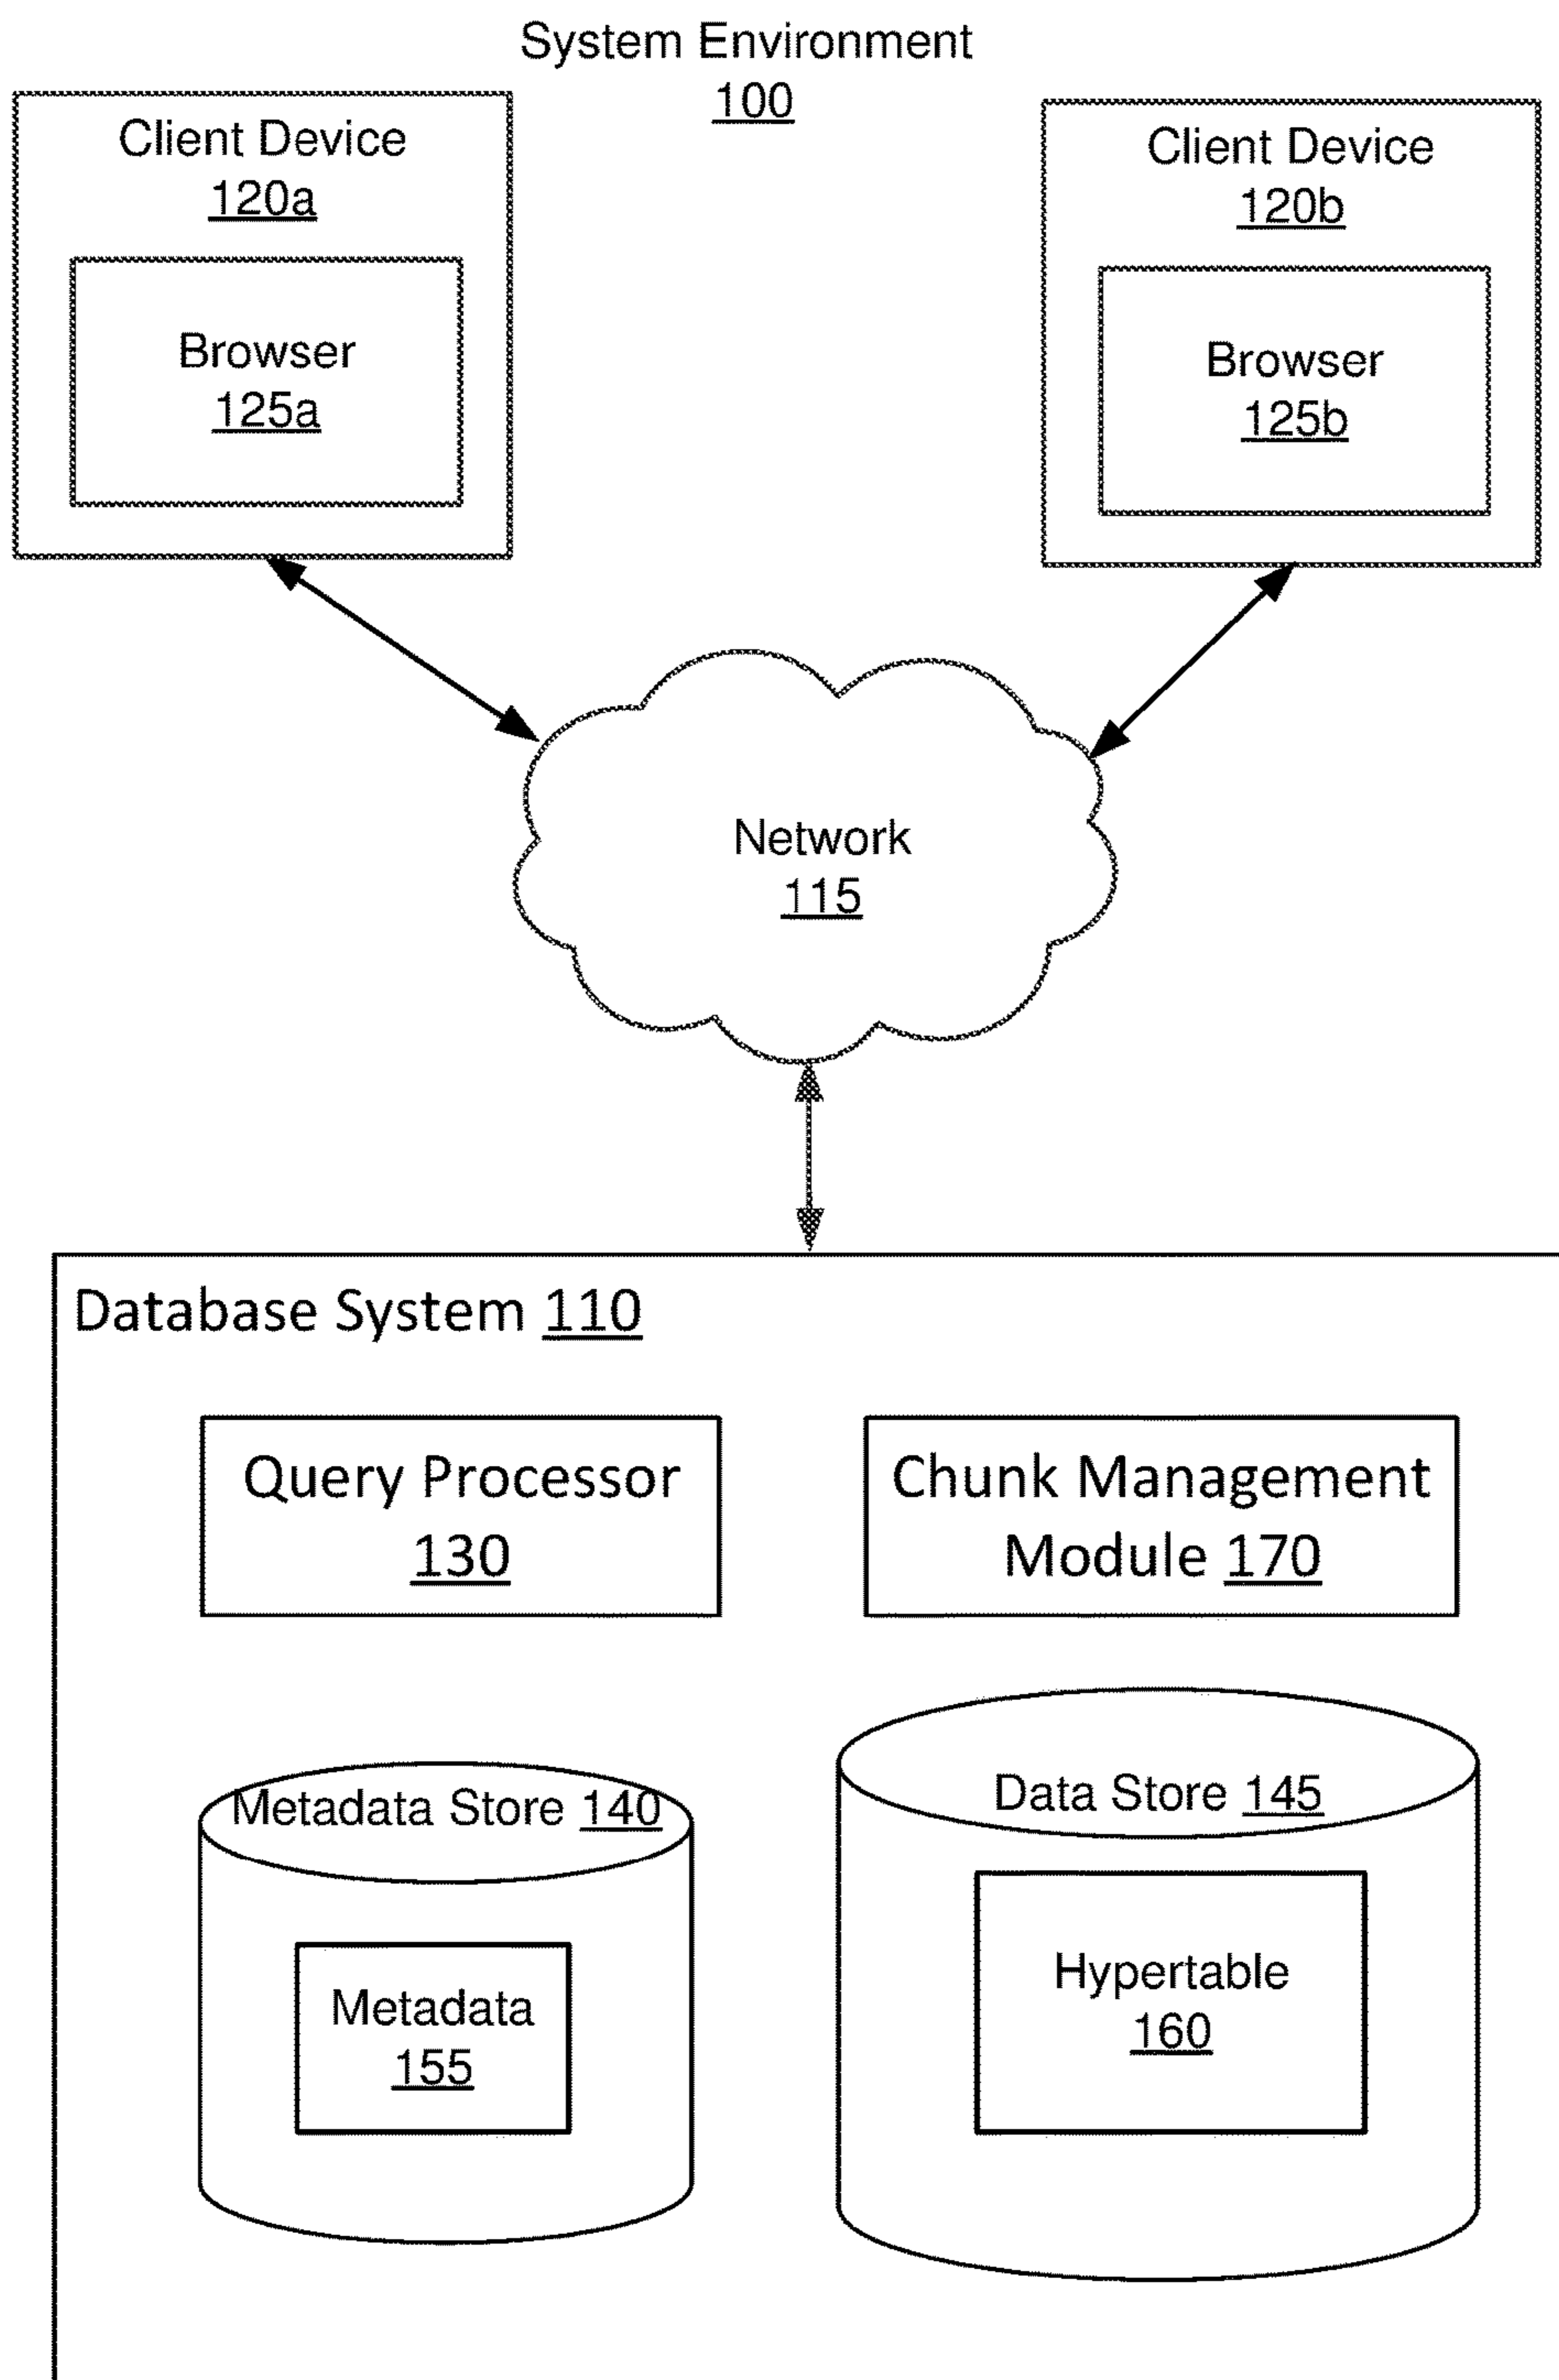 System Environment
100
Client Device
120a
Browser
125a
Client Device
120b
Browser
125b
Network
115
Database System 110
Query Processor
130
Chunk Management
Module 170
Metadata Store 140
Metadata
155
Data Store 145
Hypertable
160